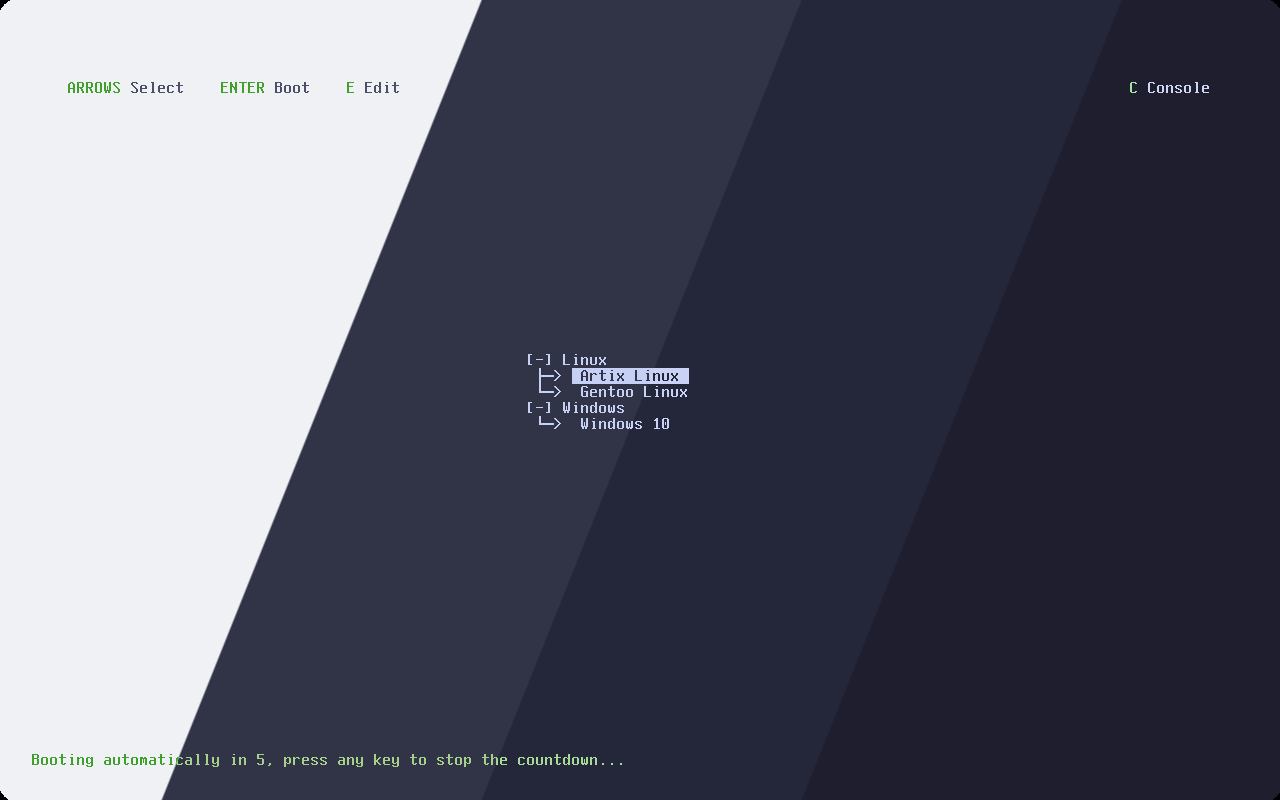 ARROWS Select    ENTER Boot    E Edit    C Console
[-] Linux
├─> Artix Linux
└─> Gentoo Linux
[-] Windows
└─> Windows 10
Booting automatically in 5, press any key to stop the countdown...